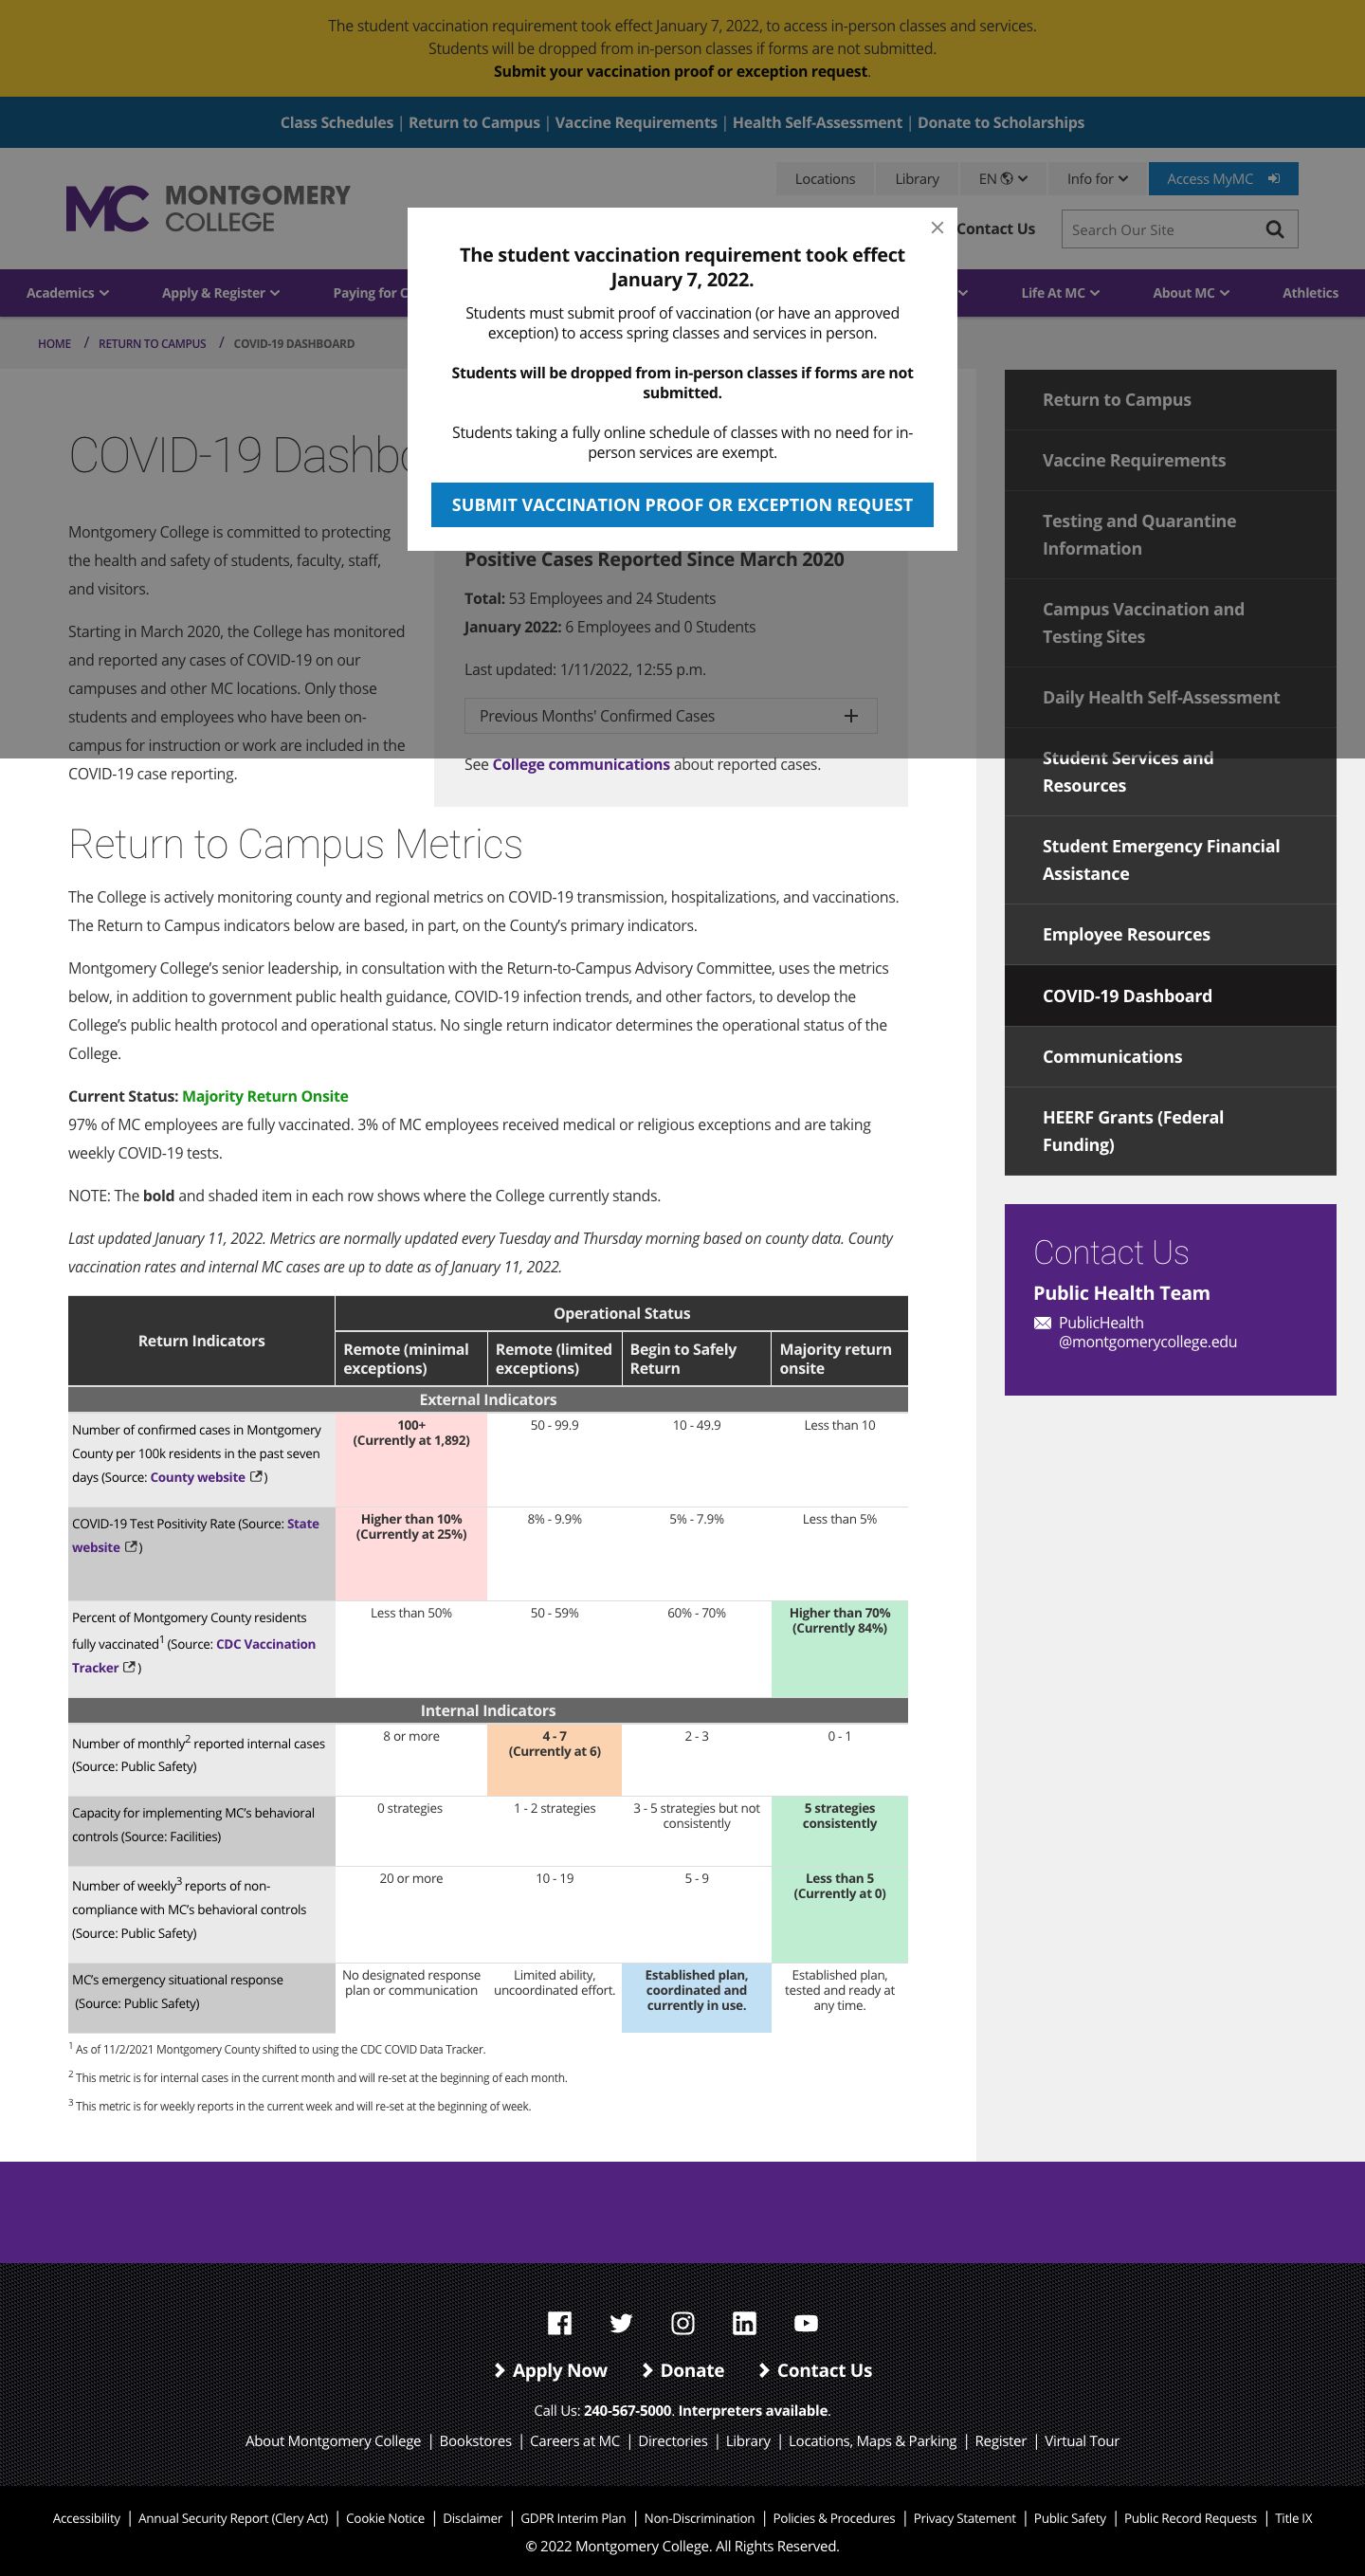 The student vaccination requirement took effect January 7, 2022, to access in-person classes and services.
Students will be dropped from in-person classes if forms are not submitted.
Submit your vaccination proof or exception request.
Class Schedules | Return to Campus | Vaccine Requirements | Health Self-Assessment | Donate to Scholarships
Locations
Library
EN
Info for
Access MyMC
MC MONTGOMERY
COLLEGE
Contact Us
Search Our Site
Academics
Apply & Register
Paying for C
Life At MC
About MC
Athletics
HOME / RETURN TO CAMPUS / COVID-19 DASHBOARD
The student vaccination requirement took effect
January 7, 2022.
Students must submit proof of vaccination (or have an approved
exception) to access spring classes and services in person.
Students will be dropped from in-person classes if forms are not
submitted.
Students taking a fully online schedule of classes with no need for in-
person services are exempt.
SUBMIT VACCINATION PROOF OR EXCEPTION REQUEST
COVID-19 Dashbo
Montgomery College is committed to protecting
the health and safety of students, faculty, staff,
and visitors.
Starting in March 2020, the College has monitored
and reported any cases of COVID-19 on our
campuses and other MC locations. Only those
students and employees who have been on-
campus for instruction or work are included in the
COVID-19 case reporting.
Positive Cases Reported Since March 2020
Total: 53 Employees and 24 Students
January 2022: 6 Employees and 0 Students
Last updated: 1/11/2022, 12:55 p.m.
Previous Months' Confirmed Cases +
See College communications about reported cases.
Return to Campus
Vaccine Requirements
Testing and Quarantine
Information
Campus Vaccination and
Testing Sites
Daily Health Self-Assessment
Student Services and
Resources
Student Emergency Financial
Assistance
Employee Resources
COVID-19 Dashboard
Communications
HEERF Grants (Federal
Funding)
Contact Us
Public Health Team
PublicHealth
@montgomerycollege.edu
Return to Campus Metrics
The College is actively monitoring county and regional metrics on COVID-19 transmission, hospitalizations, and vaccinations.
The Return to Campus indicators below are based, in part, on the County’s primary indicators.
Montgomery College’s senior leadership, in consultation with the Return-to-Campus Advisory Committee, uses the metrics
below, in addition to government public health guidance, COVID-19 infection trends, and other factors, to develop the
College’s public health protocol and operational status. No single return indicator determines the operational status of the
College.
Current Status: Majority Return Onsite
97% of MC employees are fully vaccinated. 3% of MC employees received medical or religious exceptions and are taking
weekly COVID-19 tests.
NOTE: The bold and shaded item in each row shows where the College currently stands.
Last updated January 11, 2022. Metrics are normally updated every Tuesday and Thursday morning based on county data. County
vaccination rates and internal MC cases are up to date as of January 11, 2022.
Return Indicators
Operational Status
Remote (minimal
exceptions)
Remote (limited
exceptions)
Begin to Safely
Return
Majority return
onsite
External Indicators
Number of confirmed cases in Montgomery
County per 100k residents in the past seven
days (Source: County website )
100+
(Currently at 1,892)
50 - 99.9
10 - 49.9
Less than 10
COVID-19 Test Positivity Rate (Source: State
website )
Higher than 10%
(Currently at 25%)
8% - 9.9%
5% - 7.9%
Less than 5%
Percent of Montgomery County residents
fully vaccinated1 (Source: CDC Vaccination
Tracker )
Less than 50%
50 - 59%
60% - 70%
Higher than 70%
(Currently 84%)
Internal Indicators
Number of monthly2 reported internal cases
(Source: Public Safety)
8 or more
4 - 7
(Currently at 6)
2 - 3
0 - 1
Capacity for implementing MC’s behavioral
controls (Source: Facilities)
0 strategies
1 - 2 strategies
3 - 5 strategies but not
consistently
5 strategies
consistently
Number of weekly3 reports of non-
compliance with MC’s behavioral controls
(Source: Public Safety)
20 or more
10 - 19
5 - 9
Less than 5
(Currently at 0)
MC’s emergency situational response
(Source: Public Safety)
No designated response
plan or communication
Limited ability,
uncoordinated effort.
Established plan,
coordinated and
currently in use.
Established plan,
tested and ready at
any time.
1 As of 11/2/2021 Montgomery County shifted to using the CDC COVID Data Tracker.
2 This metric is for internal cases in the current month and will re-set at the beginning of each month.
3 This metric is for weekly reports in the current week and will re-set at the beginning of week.
Apply Now
Donate
Contact Us
Call Us: 240-567-5000. Interpreters available.
About Montgomery College | Bookstores | Careers at MC | Directories | Library | Locations, Maps & Parking | Register | Virtual Tour
Accessibility | Annual Security Report (Clery Act) | Cookie Notice | Disclaimer | GDPR Interim Plan | Non-Discrimination | Policies & Procedures | Privacy Statement | Public Safety | Public Record Requests | Title IX
© 2022 Montgomery College. All Rights Reserved.